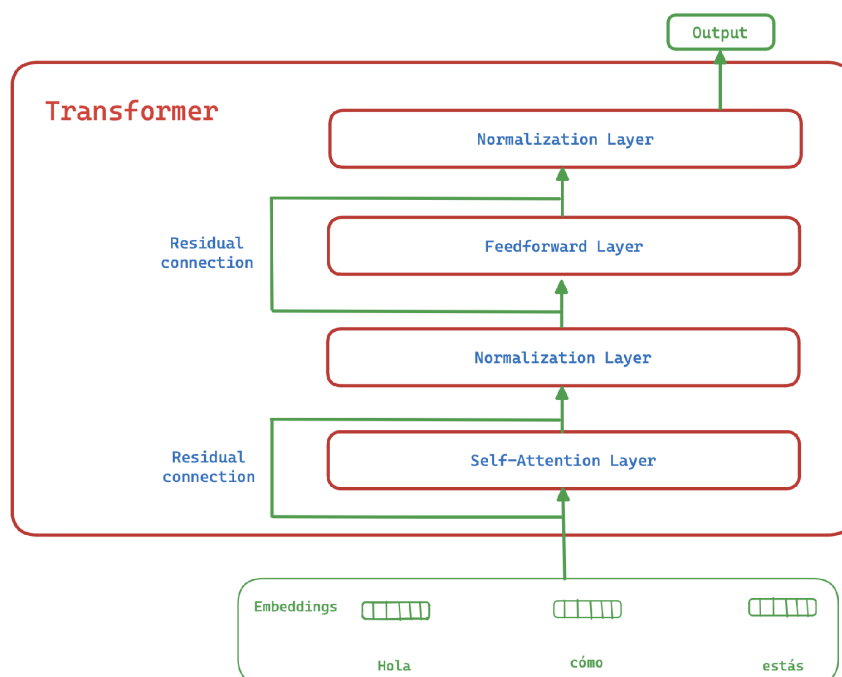 Output
Transformer
Normalization Layer
Residual
connection
Feedforward Layer
Normalization Layer
Residual
connection
Self-Attention Layer
Embeddings
Hola
cómo
estás